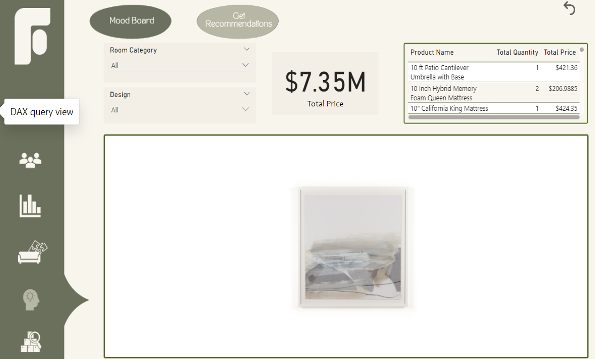 Mood Board
Get
Recommendations
Room Category
All
Design
All
$7.35M
Total Price
Product Name Total Quantity Total Price
10 ft Patio Cantilever 1 $421.36
Umbrella with Base
10 Inch Hybrid Memory 2 $206.9885
Foam Queen Mattress
10" California King Mattress 1 $424.35
DAX query view